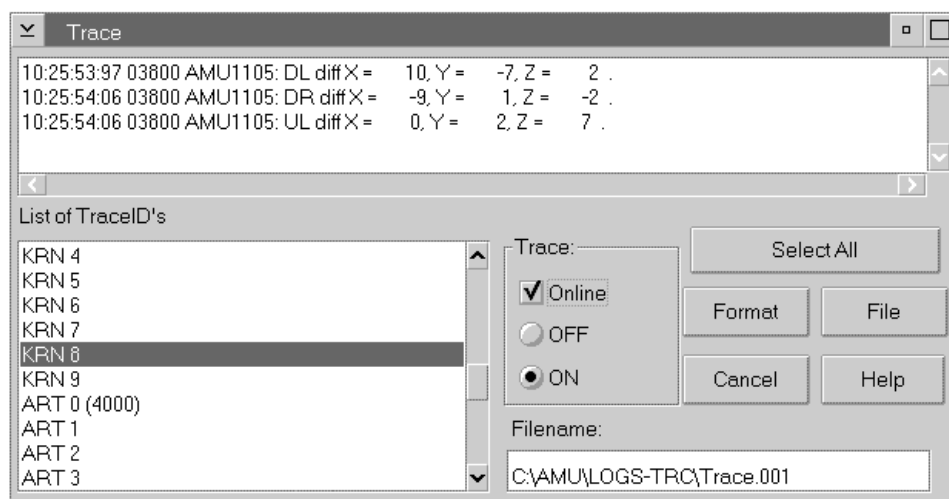 Trace
10:25:53:97 03800 AMU1105: DL diff X = 10, Y = -7, Z = 2 .
10:25:54:06 03800 AMU1105: DR diff X = -9, Y = 1, Z = -2 .
10:25:54:06 03800 AMU1105: UL diff X = 0, Y = 2, Z = 7 .
List of TraceID's
KRN 4
KRN 5
KRN 6
KRN 7
KRN 8
KRN 9
ART 0 (4000)
ART 1
ART 2
ART 3
Trace:
Online
OFF
ON
Select All
Format
File
Cancel
Help
Filename:
C:\AMU\LOGS-TRC\Trace.001